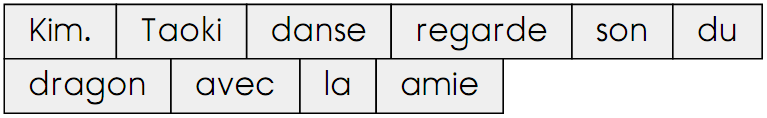 Kim. Taoki danse regarde son du
dragon avec la amie